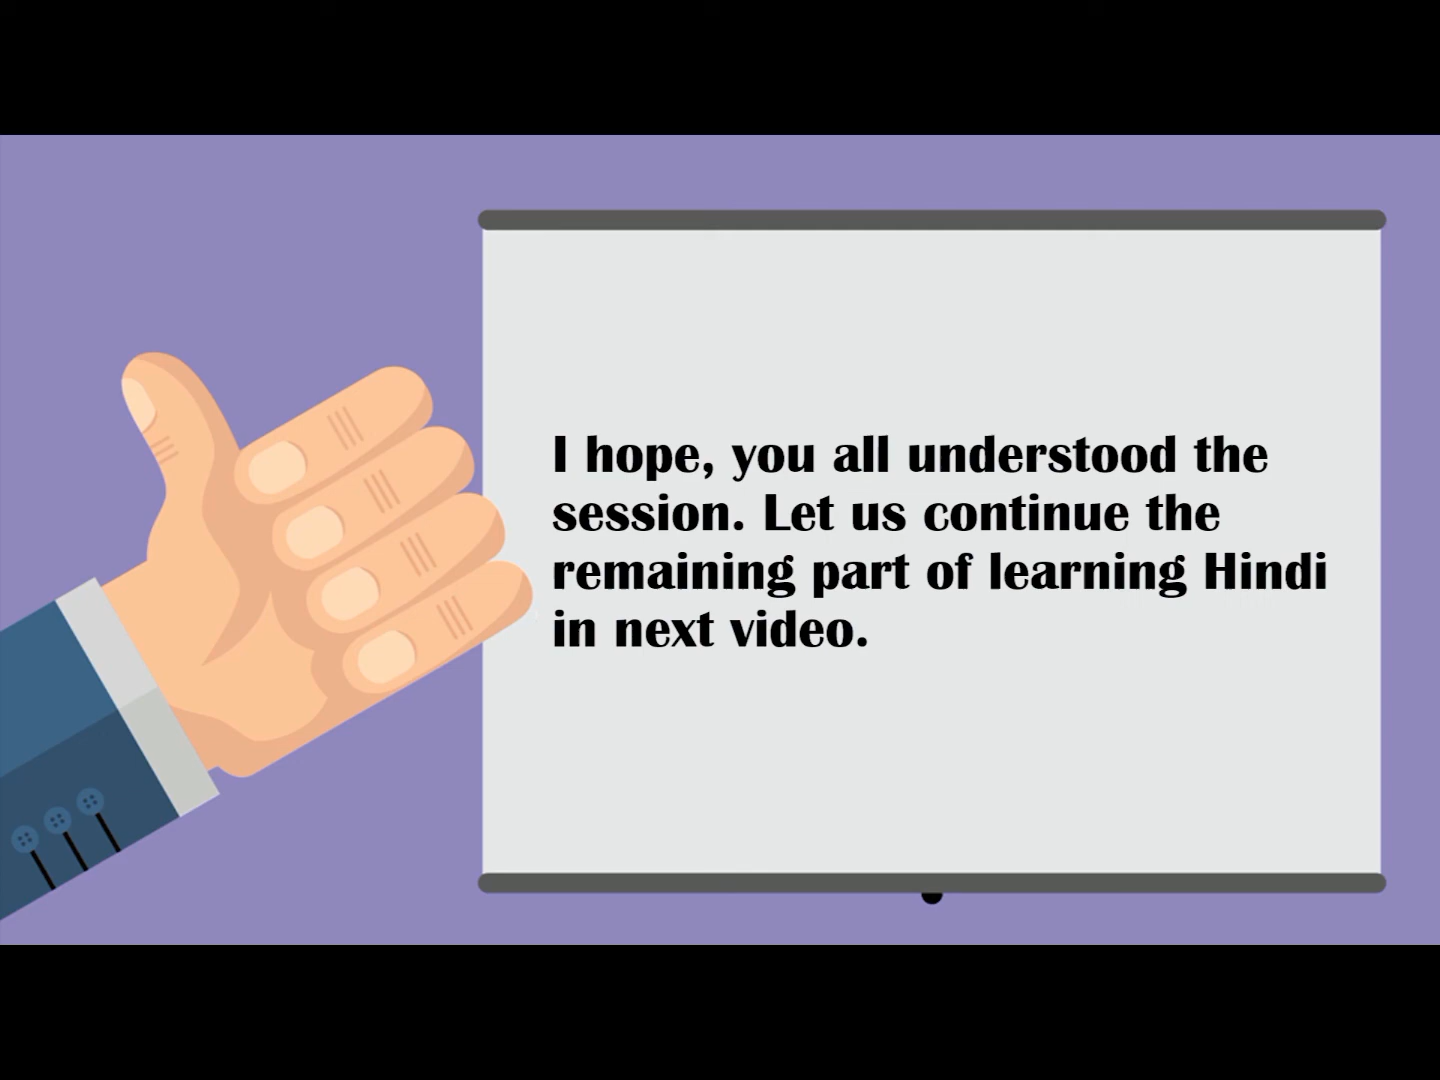 I hope, you all understood the
session. Let us continue the
remaining part of learning Hindi
in next video.